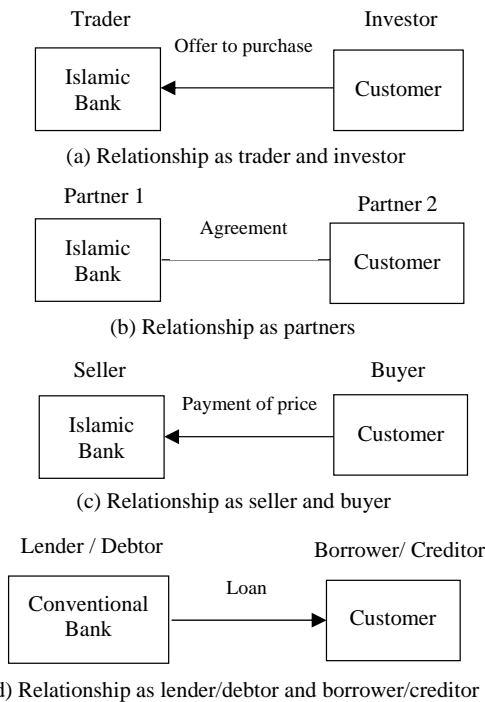 Trader Investor
Offer to purchase
Islamic
Bank
Customer
(a) Relationship as trader and investor
Partner 1 Partner 2
Agreement
Islamic
Bank
Customer
(b) Relationship as partners
Seller Buyer
Payment of price
Islamic
Bank
Customer
(c) Relationship as seller and buyer
Lender / Debtor Borrower/ Creditor
Loan
Conventional
Bank
Customer
d) Relationship as lender/debtor and borrower/creditor